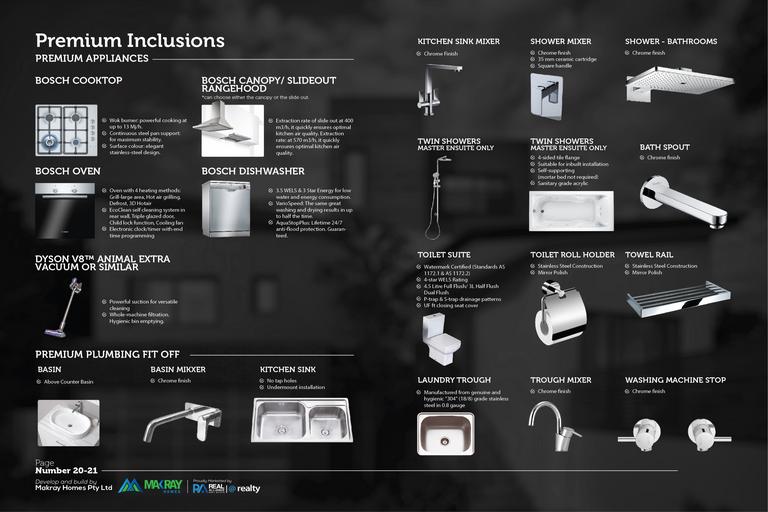 Premium Inclusions
PREMIUM APPLIANCES
BOSCH COOKTOP
Wok burner: powerful cooking at
up to 13 Mj/h.
Continuous steel pan support:
for maximum stability.
Surface colour: elegant
stainless-steel design.
BOSCH CANOPY/ SLIDEOUT
RANGEHOOD
*can choose either the canopy or the slide out.
Extraction rate of slide out at 400
m3/h, it quickly ensures optimal
kitchen air quality. Extraction
rate: at 570 m3/h, it quickly
ensures optimal kitchen air
quality.
BOSCH OVEN
Oven with 4 heating methods:
Grill-large area, Hot air grilling,
Defrost, 3D Hotair
EcoClean self cleaning system in
rear wall, Triple glazed door,
Child lock function, Cooling fan
Electronic clock/timer with end
time programming
BOSCH DISHWASHER
3.5 WELS & 3 Star Energy for low
water and energy consumption.
VarioSpeed: The same great
washing and drying results in up
to half the time.
AquaStopPlus: Lifetime 24/7
anti-flood protection. Guaran-
teed.
DYSON V8™ ANIMAL EXTRA
VACUUM OR SIMILAR
Powerful suction for versatile
cleaning
Whole-machine filtration.
Hygienic bin emptying.
PREMIUM PLUMBING FIT OFF
BASIN
Above Counter Basin
BASIN MIKXER
Chrome finish
KITCHEN SINK
No tap holes
Undermount installation
Page
Number 20-21
Develop and build by
Makray Homes Pty Ltd
MAKRAY
HOMES
Proudly Marketed by
RA REAL
@realty
KITCHEN SINK MIXER
Chrome Finish
SHOWER MIXER
Chrome finish
35 mm ceramic cartridge
Square handle
SHOWER - BATHROOMS
Chrome finish
TWIN SHOWERS
MASTER ENSUITE ONLY
TWIN SHOWERS
MASTER ENSUITE ONLY
4-sided tile flange
Suitable for inbuilt installation
Self-supporting
(mortar bed not required)
Sanitary grade acrylic
BATH SPOUT
Chrome finish
TOILET SUITE
Watermark Certified (Standards AS
1172.1 & AS 1172.2)
4-star WELS Rating
4.5 Litre Full Flush/ 3L Half Flush
Dual Flush
P-trap & S-trap drainage patterns
UF ft closing seat cover
TOILET ROLL HOLDER
Stainless Steel Construction
Mirror Polish
TOWEL RAIL
Stainless Steel Construction
Mirror Polish
LAUNDRY TROUGH
Manufactured from genuine and
hygienic "304" (18/8) grade stainless
steel in 0.8 gauge
TROUGH MIXER
Chrome finish
WASHING MACHINE STOP
Chrome finish